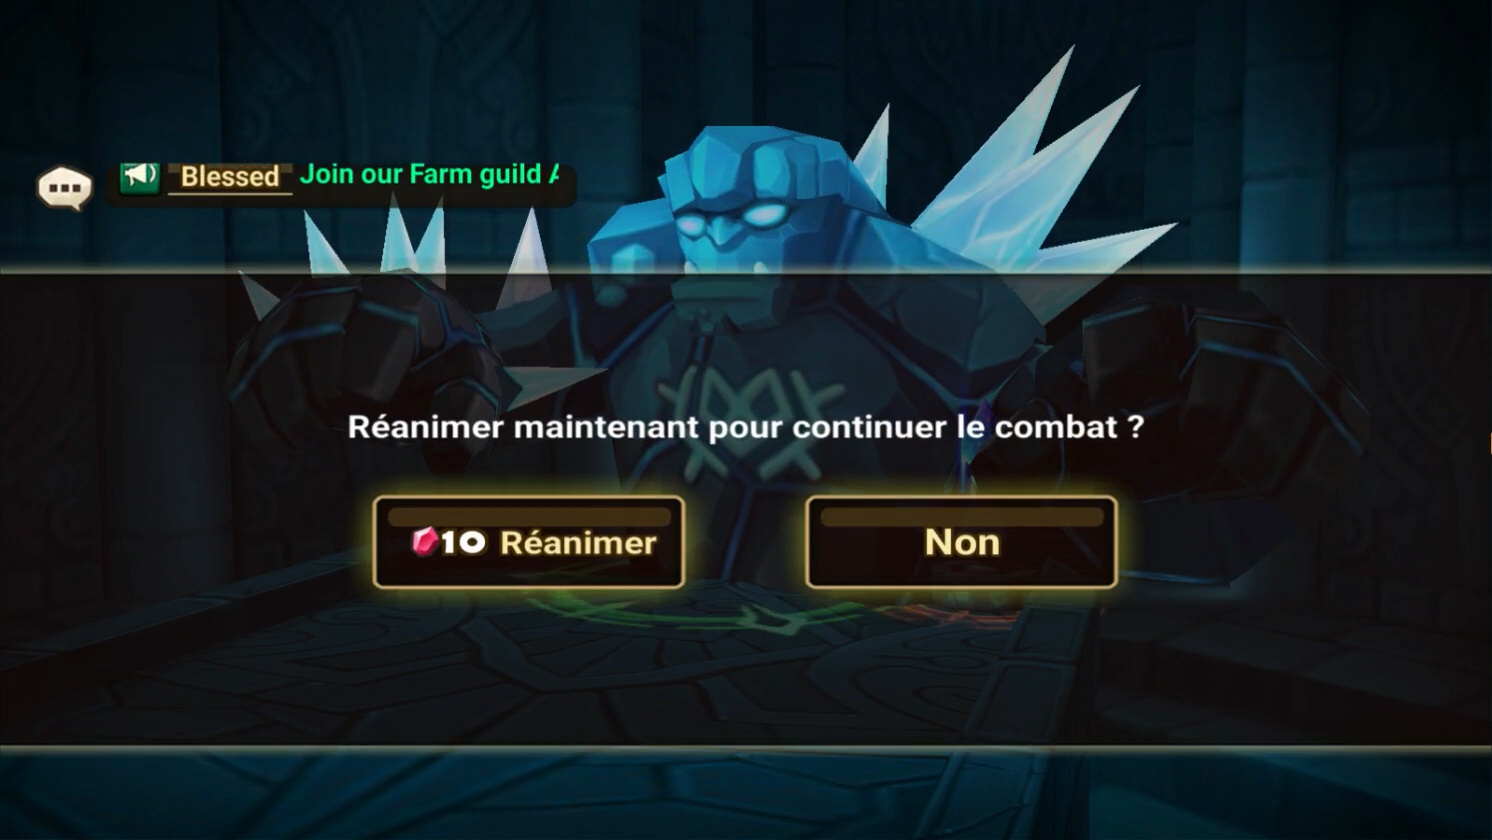 Blessed Join our Farm guild
Réanimer maintenant pour continuer le combat ?
10 Réanimer
Non